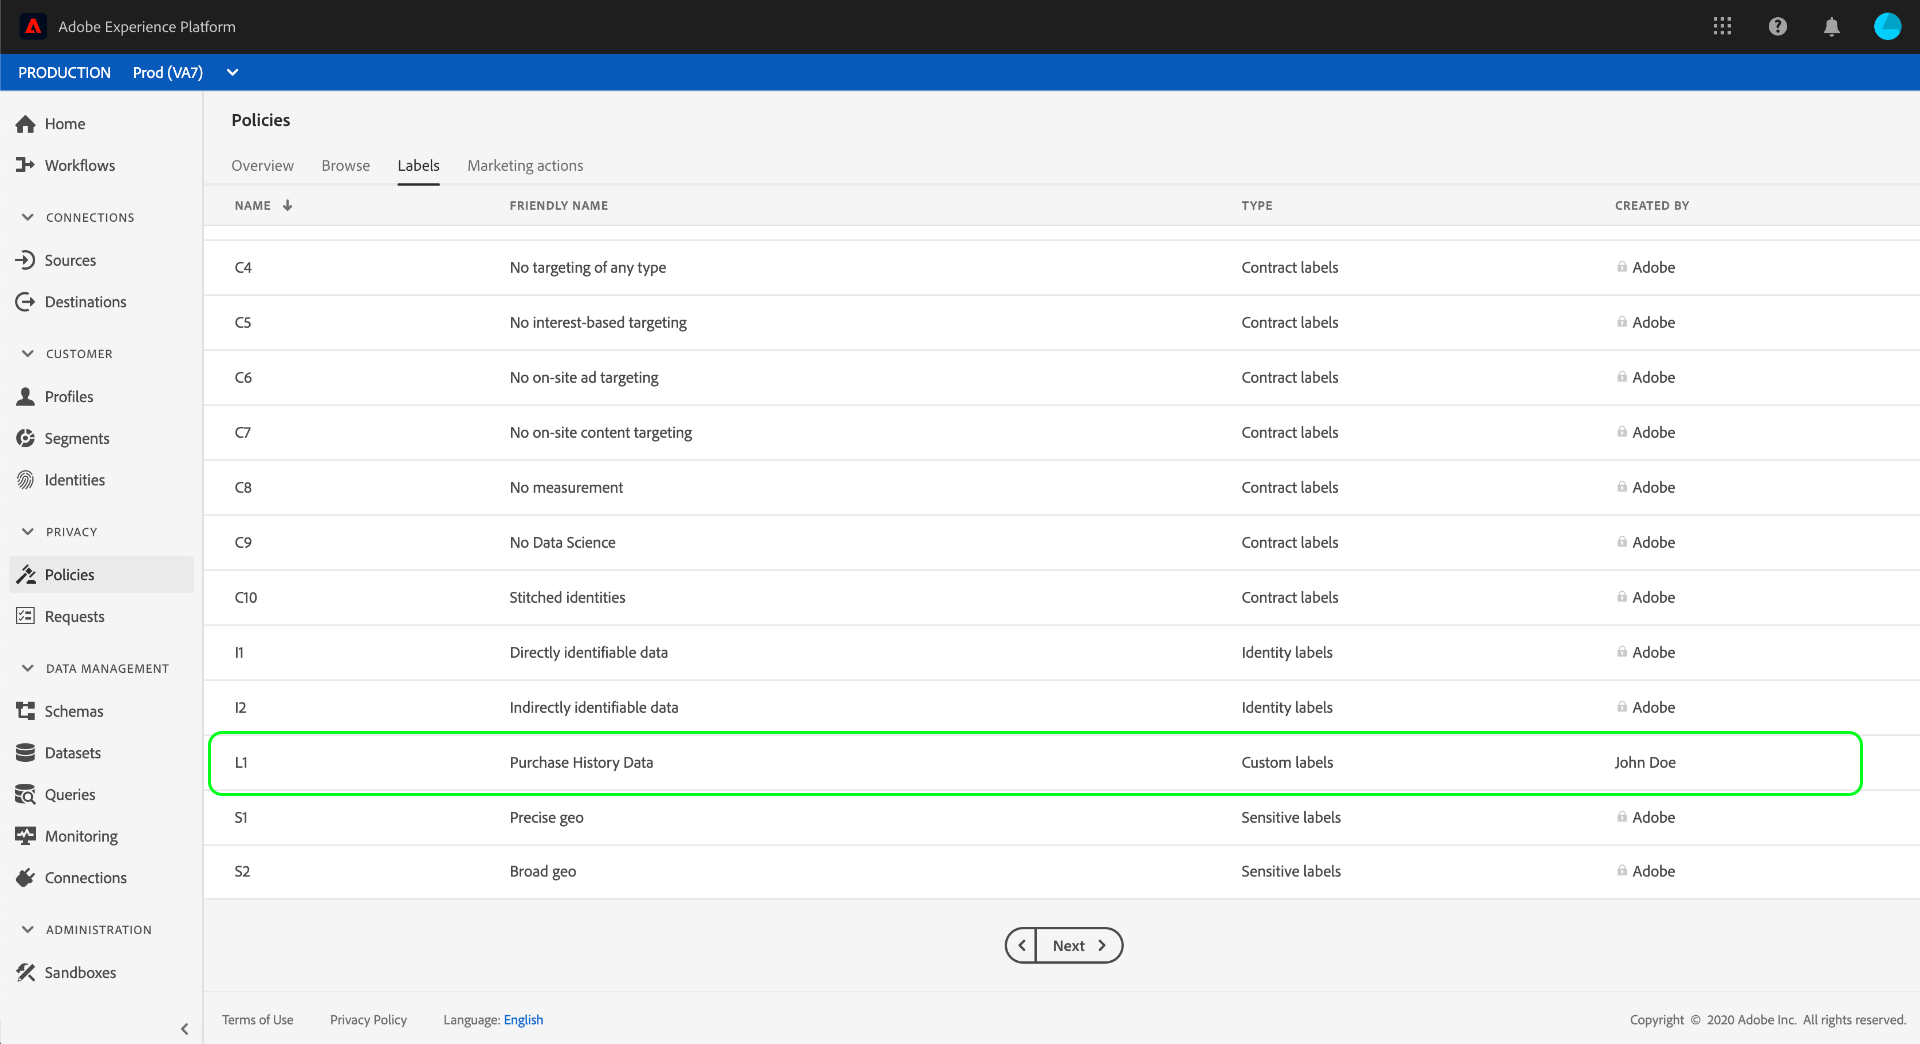 Adobe Experience Platform
PRODUCTION Prod (VA7)
Home
Workflows
CONNECTIONS
Sources
Destinations
CUSTOMER
Profiles
Segments
Identities
PRIVACY
Policies
Requests
DATA MANAGEMENT
Schemas
Datasets
Queries
Monitoring
Connections
ADMINISTRATION
Sandboxes
Policies
Overview Browse Labels Marketing actions
NAME FRIENDLY NAME TYPE CREATED BY
C4 No targeting of any type Contract labels Adobe
C5 No interest-based targeting Contract labels Adobe
C6 No on-site ad targeting Contract labels Adobe
C7 No on-site content targeting Contract labels Adobe
C8 No measurement Contract labels Adobe
C9 No Data Science Contract labels Adobe
C10 Stitched identities Contract labels Adobe
I1 Directly identifiable data Identity labels Adobe
I2 Indirectly identifiable data Identity labels Adobe
L1 Purchase History Data Custom labels John Doe
S1 Precise geo Sensitive labels Adobe
S2 Broad geo Sensitive labels Adobe
Next
Terms of Use Privacy Policy Language: English Copyright © 2020 Adobe Inc. All rights reserved.